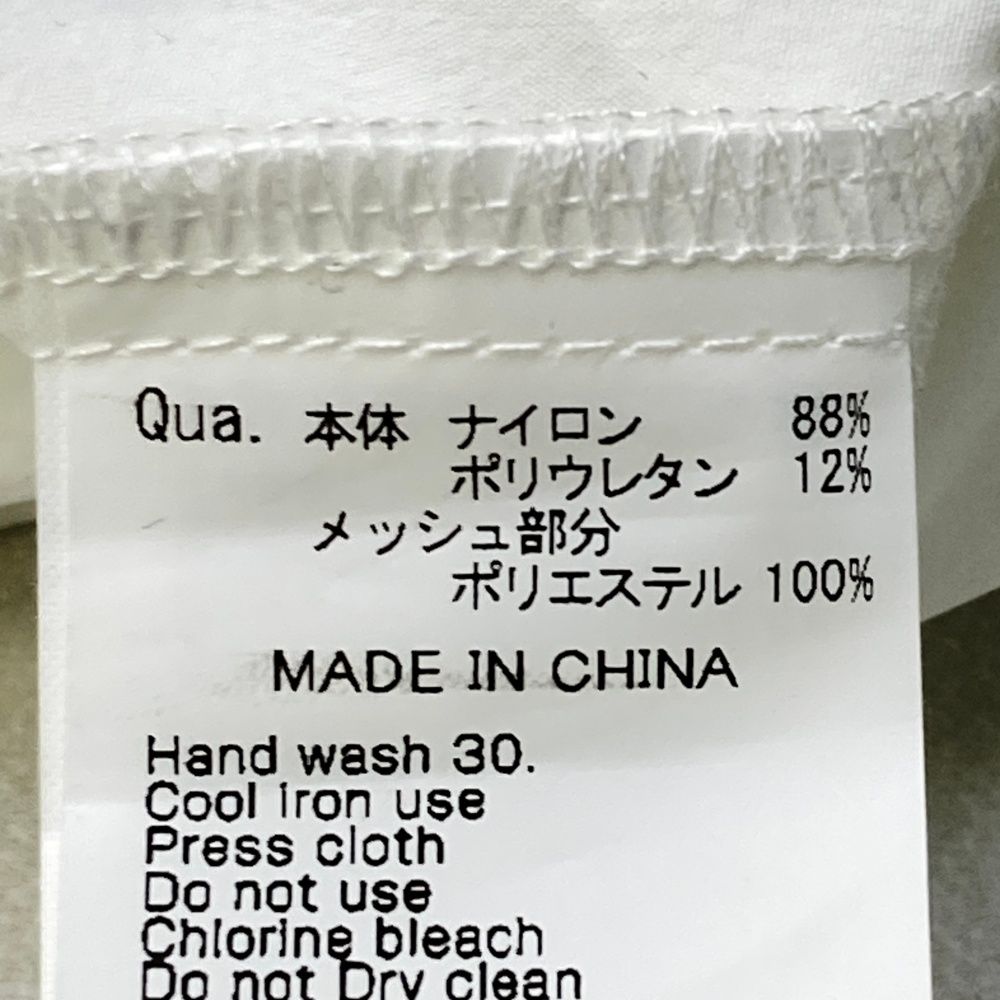 Qua. 本体 ナイロン 88%
ポリウレタン 12%
メッシュ部分
ポリエステル 100%
MADE IN CHINA
Hand wash 30.
Cool iron use
Press cloth
Do not use
Chlorine bleach
Do not Dry clean